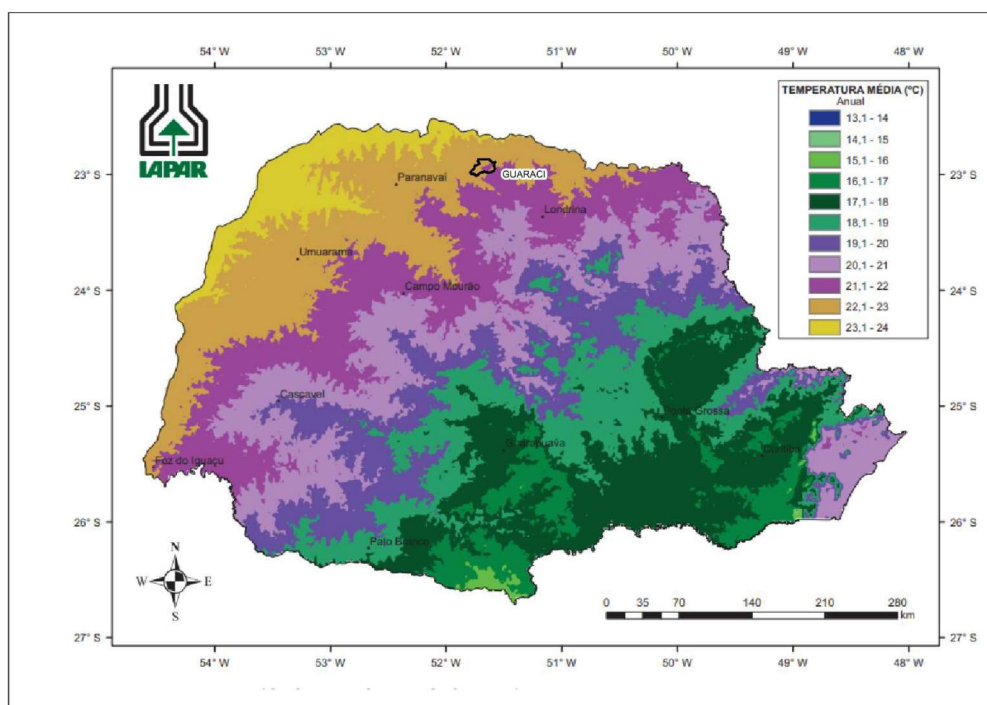 54° W 53° W 52° W 51° W 50° W 49° W 48° W
IAPAR
TEMPERATURA MÉDIA (°C)
Anual
13,1 - 14
14,1 - 15
15,1 - 16
16,1 - 17
17,1 - 18
18,1 - 19
19,1 - 20
20,1 - 21
21,1 - 22
22,1 - 23
23,1 - 24
23° S 23° S
GUARACI
Paranavaí
Londrina
Umuarama
24° S 24° S
Campo Mourão
Cascavel
25° S 25° S
Ponta Grossa
Guarapuava
Curitiba
Foz do Iguaçu
26° S 26° S
Pato Branco
N
W E
S
0 35 70 140 210 280
km
27° S 27° S
54° W 53° W 52° W 51° W 50° W 49° W 48° W